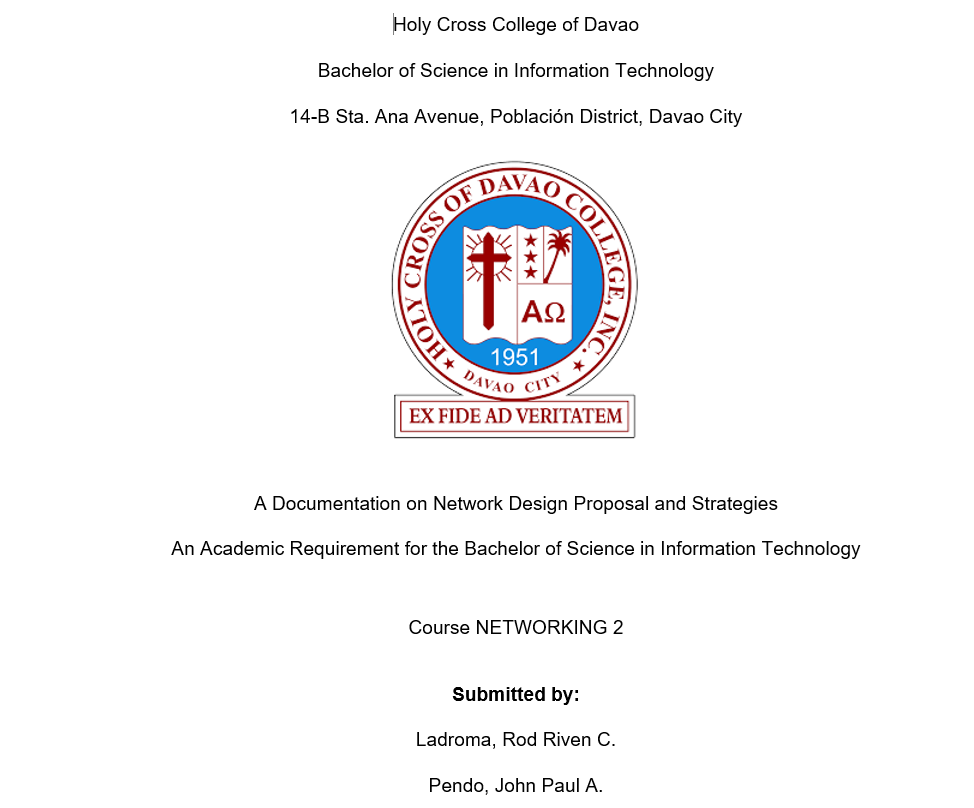 Holy Cross College of Davao
Bachelor of Science in Information Technology
14-B Sta. Ana Avenue, Población District, Davao City
HOLY CROSS OF DAVAO COLLEGE, INC.
ΑΩ
1951
DAVAO CITY
EX FIDE AD VERITATEM
A Documentation on Network Design Proposal and Strategies
An Academic Requirement for the Bachelor of Science in Information Technology
Course NETWORKING 2
Submitted by:
Ladroma, Rod Riven C.
Pendo, John Paul A.